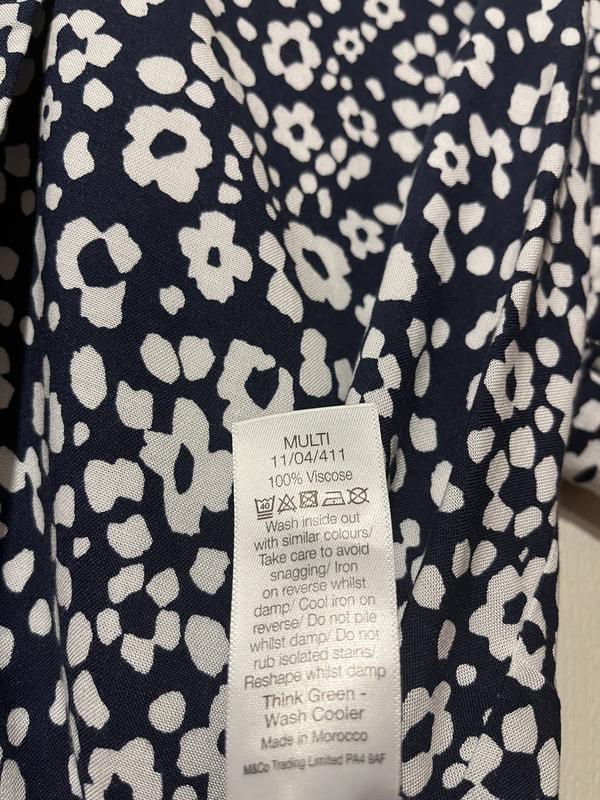 MULTI
11/04/411
100% Viscose
40
Wash inside out
with similar colours/
Take care to avoid
snagging/ Iron
on reverse whilst
damp/ Cool iron on
reverse/ Do not pile
whilst damp/ Do not
rub isolated stains/
Reshape whilst damp
Think Green -
Wash Cooler
Made in Morocco
M&Co Trading Limited PA4 9AF